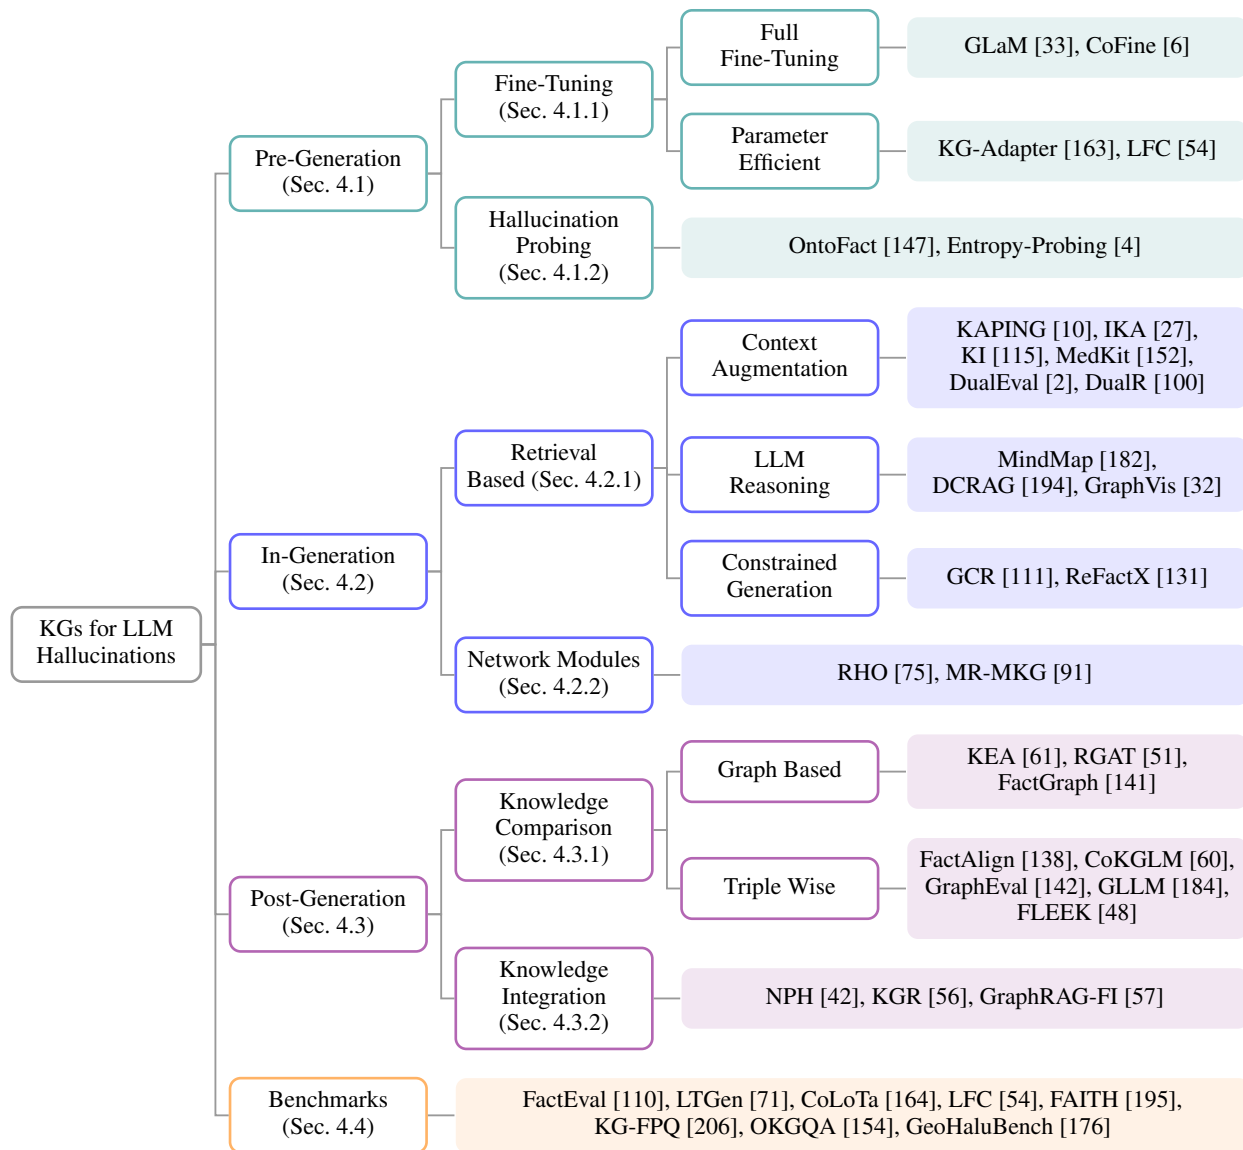 KGs for LLM
Hallucinations
Pre-Generation
(Sec. 4.1)
Fine-Tuning
(Sec. 4.1.1)
Full
Fine-Tuning
GLaM [33], CoFine [6]
Parameter
Efficient
KG-Adapter [163], LFC [54]
Hallucination
Probing
(Sec. 4.1.2)
OntoFact [147], Entropy-Probing [4]
In-Generation
(Sec. 4.2)
Retrieval
Based (Sec. 4.2.1)
Context
Augmentation
KAPING [10], IKA [27],
KI [115], MedKit [152],
DualEval [2], DualR [100]
LLM
Reasoning
MindMap [182],
DCRAG [194], GraphVis [32]
Constrained
Generation
GCR [111], ReFactX [131]
Network Modules
(Sec. 4.2.2)
RHO [75], MR-MKG [91]
Post-Generation
(Sec. 4.3)
Knowledge
Comparison
(Sec. 4.3.1)
Graph Based
KEA [61], RGAT [51],
FactGraph [141]
Triple Wise
FactAlign [138], CoKGLM [60],
GraphEval [142], GLLM [184],
FLEEK [48]
Knowledge
Integration
(Sec. 4.3.2)
NPH [42], KGR [56], GraphRAG-FI [57]
Benchmarks
(Sec. 4.4)
FactEval [110], LTGen [71], CoLoTa [164], LFC [54], FAITH [195],
KG-FPQ [206], OKGQA [154], GeoHaluBench [176]